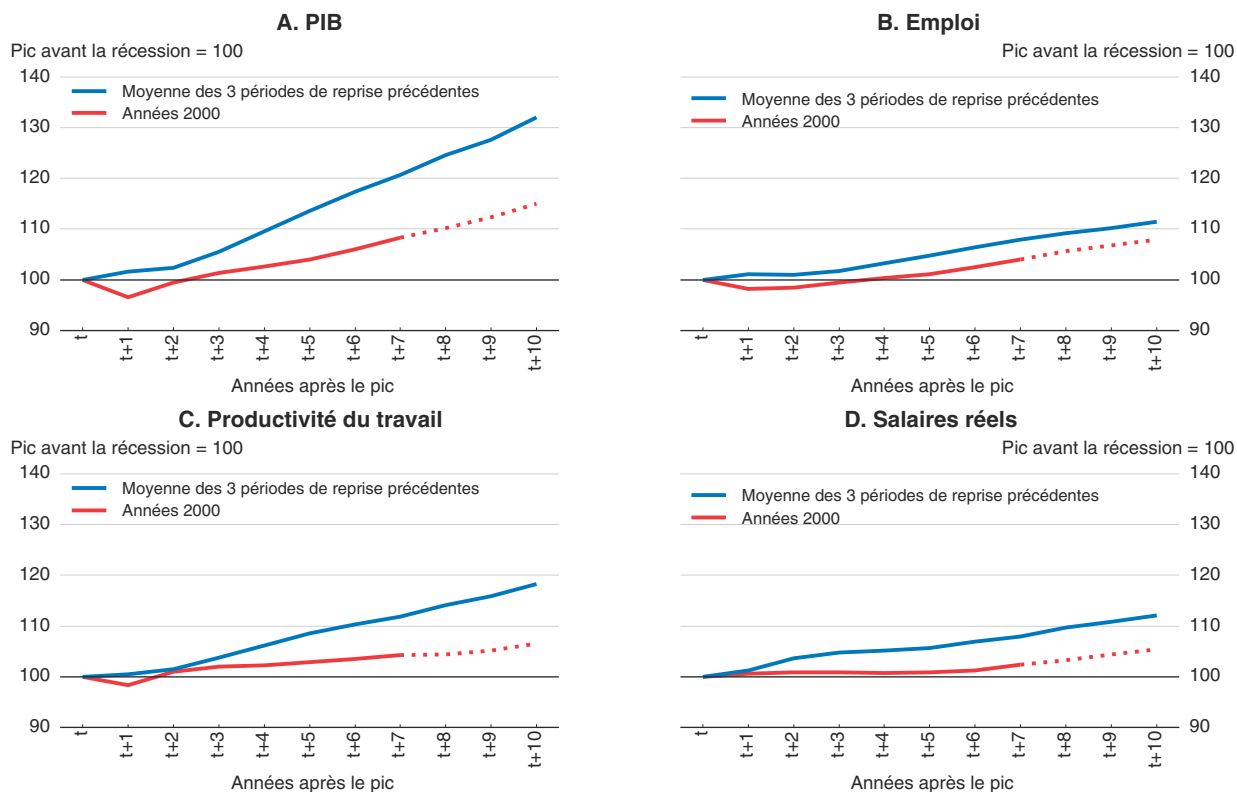 A. PIB
Pic avant la récession = 100
140
130
120
110
100
90
Moyenne des 3 périodes de reprise précédentes
Années 2000
t
t+1
t+2
t+3
t+4
t+5
t+6
t+7
t+8
t+9
t+10
Années après le pic
B. Emploi
Pic avant la récession = 100
140
130
120
110
100
90
Moyenne des 3 périodes de reprise précédentes
Années 2000
t
t+1
t+2
t+3
t+4
t+5
t+6
t+7
t+8
t+9
t+10
Années après le pic
C. Productivité du travail
Pic avant la récession = 100
140
130
120
110
100
90
Moyenne des 3 périodes de reprise précédentes
Années 2000
t
t+1
t+2
t+3
t+4
t+5
t+6
t+7
t+8
t+9
t+10
Années après le pic
D. Salaires réels
Pic avant la récession = 100
140
130
120
110
100
90
Moyenne des 3 périodes de reprise précédentes
Années 2000
t
t+1
t+2
t+3
t+4
t+5
t+6
t+7
t+8
t+9
t+10
Années après le pic